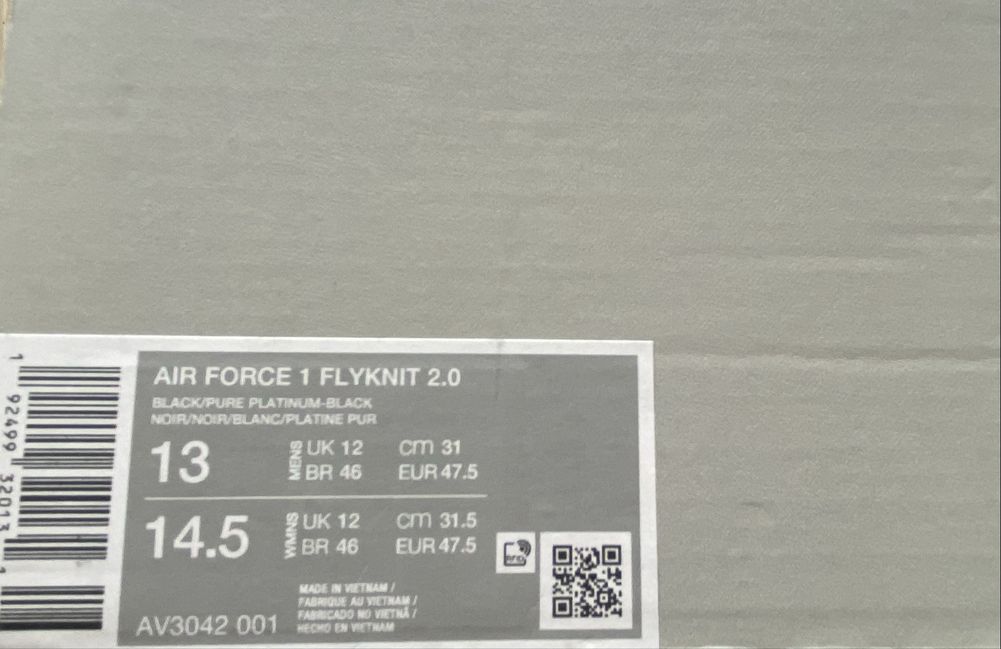 AIR FORCE 1 FLYKNIT 2.0
BLACK/PURE PLATINUM-BLACK
NOIR/NOIR/BLANC/PLATINE PUR
13 MENS UK 12 cm 31
BR 46 EUR 47.5
14.5 WMNS UK 12 cm 31.5
BR 46 EUR 47.5
RFID
MADE IN VIETNAM /
FABRIQUE AU VIETNAM /
FABRICADO NO VIETNÃ /
HECHO EN VIETNAM
AV3042 001
1 92499 32013 1